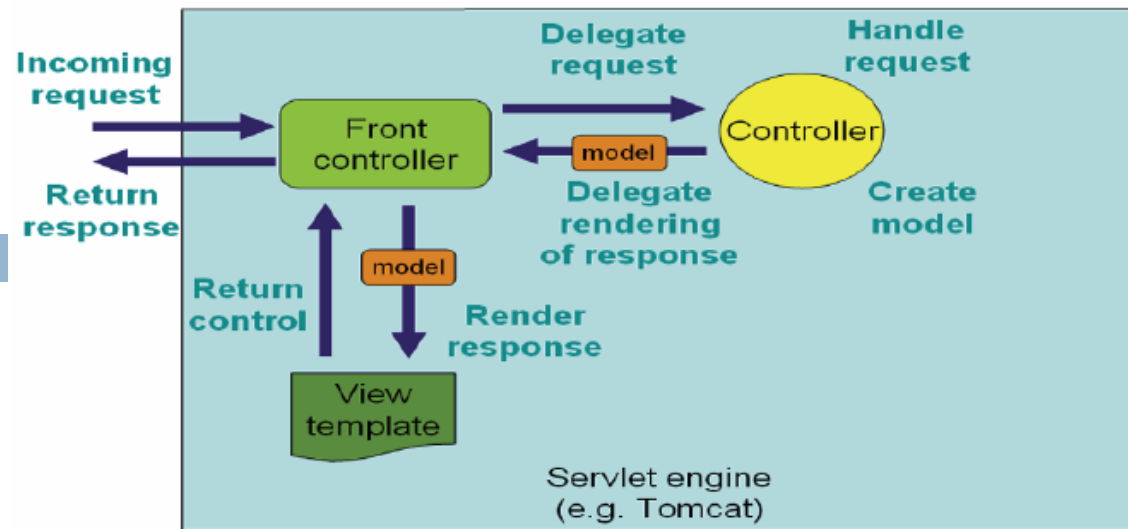 Incoming
request
Return
response
Front
controller
Delegate
request
Handle
request
Controller
model
Delegate
rendering
of response
Create
model
Return
control
model
Render
response
View
template
Servlet engine
(e.g. Tomcat)